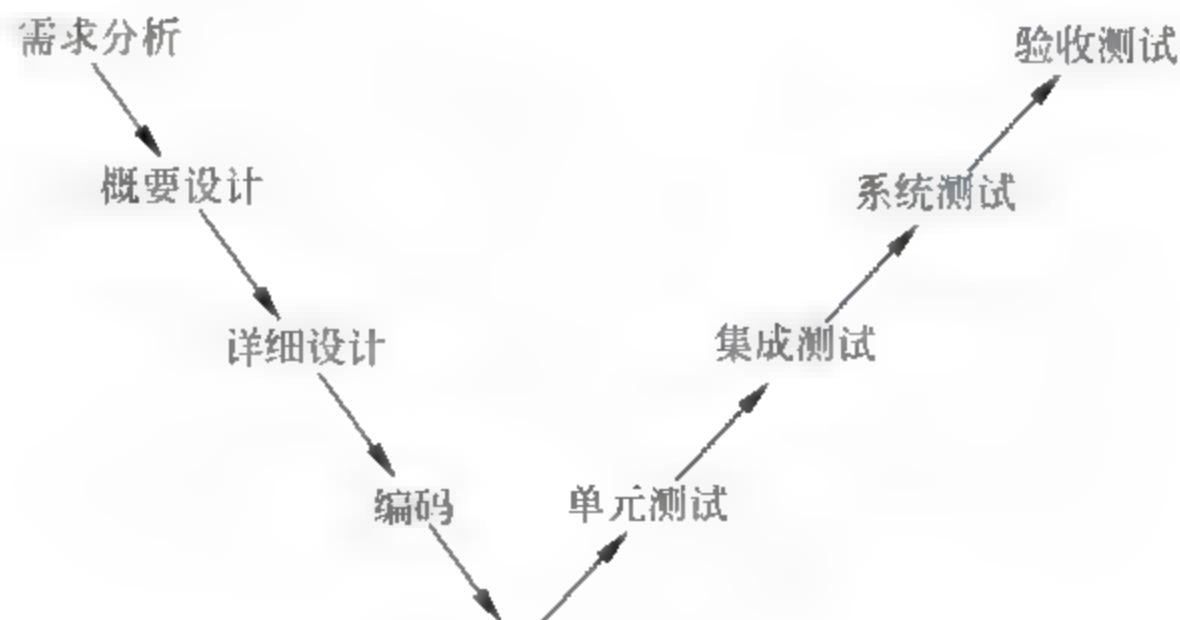 需求分析
验收测试
概要设计
系统测试
详细设计
集成测试
编码
单元测试